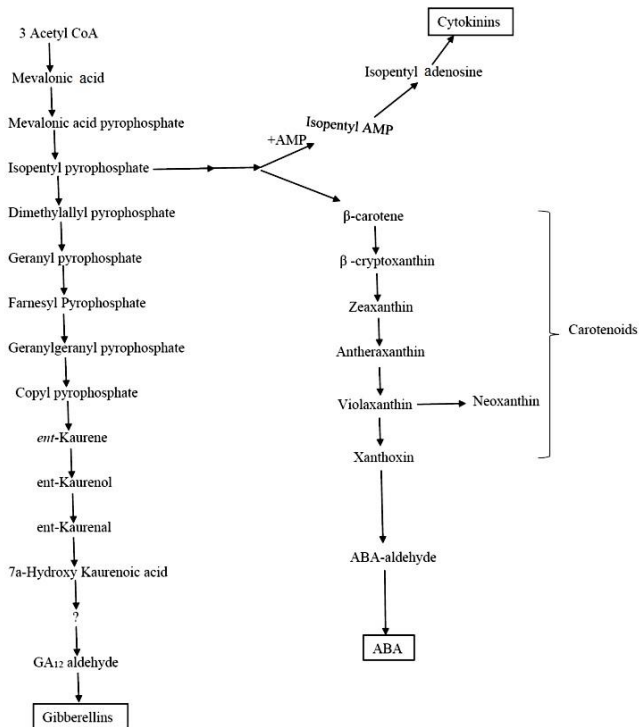 3 Acetyl CoA
Mevalonic acid
Mevalonic acid pyrophosphate
Isopentyl pyrophosphate
Dimethylallyl pyrophosphate
Geranyl pyrophosphate
Farnesyl Pyrophosphate
Geranylgeranyl pyrophosphate
Copyl pyrophosphate
ent-Kaurene
ent-Kaurenol
ent-Kaurenal
7a-Hydroxy Kaurenoic acid
?
GA₁₂ aldehyde
Gibberellins
+AMP
Isopentyl AMP
Isopentyl adenosine
Cytokinins
β-carotene
β -cryptoxanthin
Zeaxanthin
Antheraxanthin
Violaxanthin
Neoxanthin
Xanthoxin
Carotenoids
ABA-aldehyde
ABA